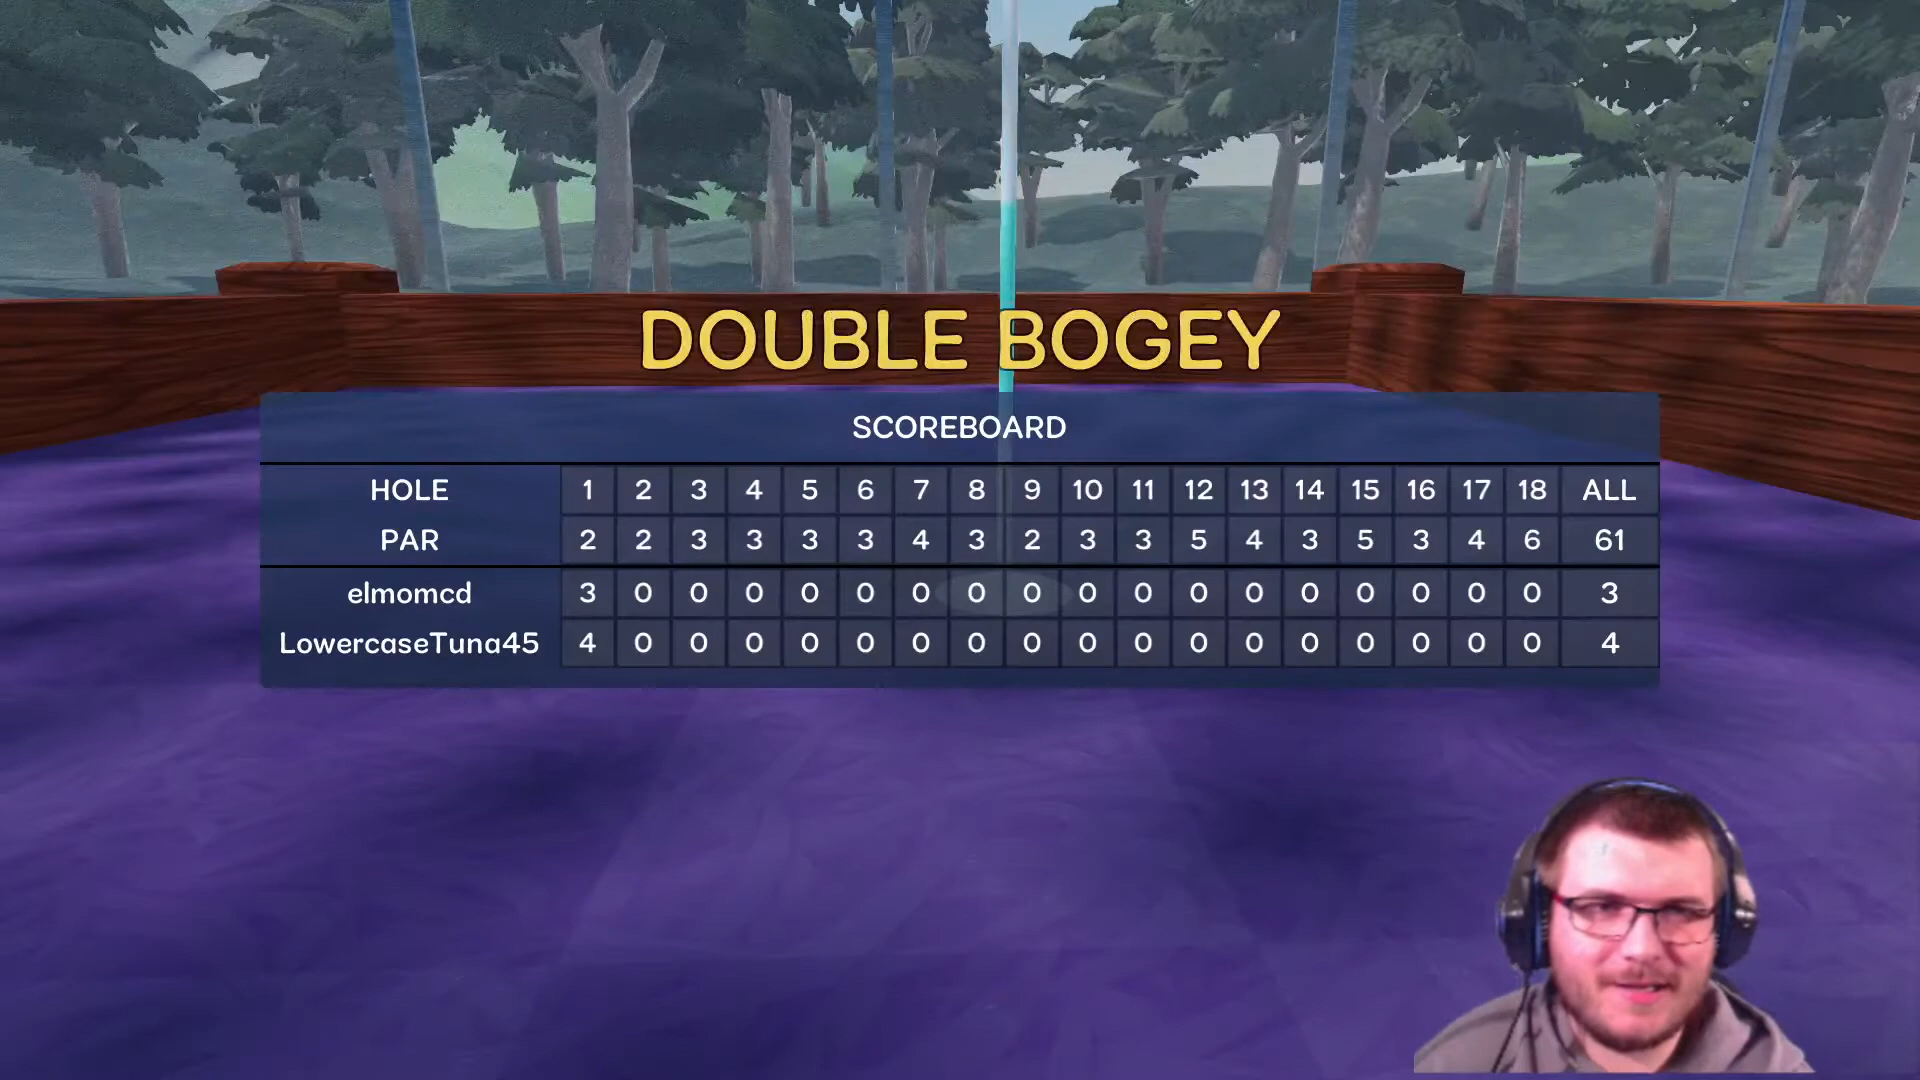 DOUBLE BOGEY
SCOREBOARD
HOLE 1 2 3 4 5 6 7 8 9 10 11 12 13 14 15 16 17 18 ALL
PAR 2 2 3 3 3 3 4 3 2 3 3 5 4 3 5 3 4 6 61
elmomcd 3 0 0 0 0 0 0 0 0 0 0 0 0 0 0 0 0 0 3
LowercaseTuna45 4 0 0 0 0 0 0 0 0 0 0 0 0 0 0 0 0 0 4